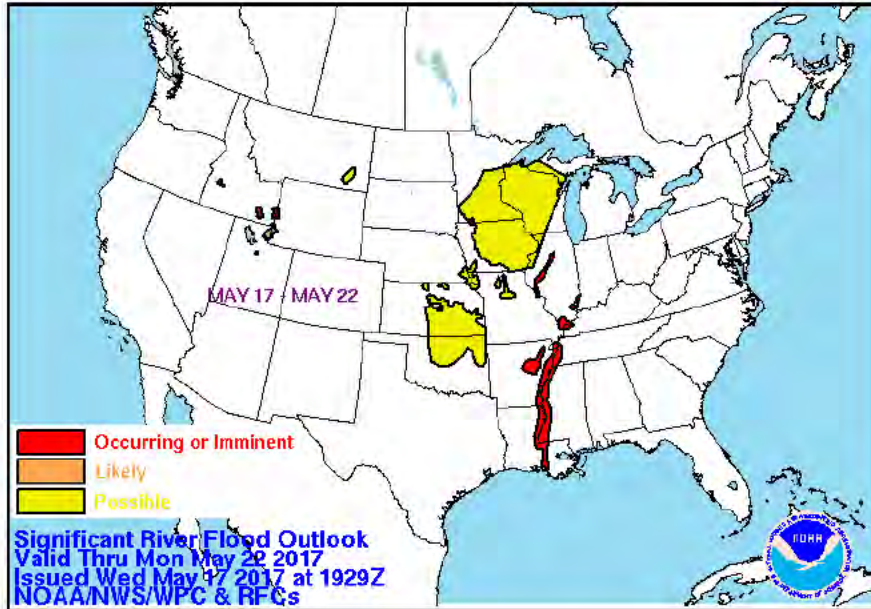 MAY 17 - MAY 22
Occurring or Imminent
Likely
Possible
Significant River Flood Outlook
Valid Thru Mon May 22 2017
Issued Wed May 17 2017 at 1929Z
NOAA/NWS/WPC & RFCs
NOAA